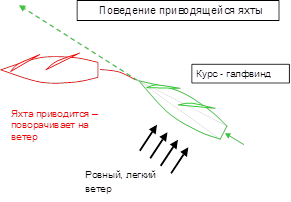 Поведение приводящейся яхты
Курс - галфвинд
Яхта приводится –
поворачивает на
ветер
Ровный, легкий
ветер